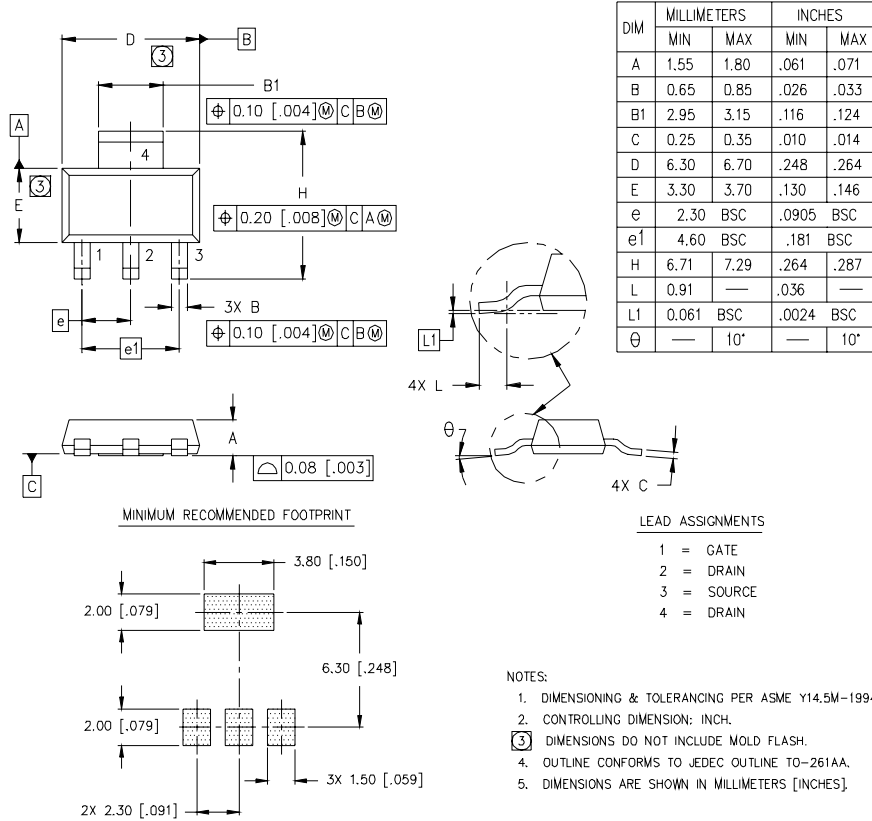 D
B
3
B1
⌖ 0.10 [.004]Ⓜ C BⓂ
A
4
3
E
H
⌖ 0.20 [.008]Ⓜ C AⓂ
1 2 3
3X B
e
⌖ 0.10 [.004]Ⓜ C BⓂ
e1
L1
4X L
DIM MILLIMETERS INCHES
MIN MAX MIN MAX
A 1.55 1.80 .061 .071
B 0.65 0.85 .026 .033
B1 2.95 3.15 .116 .124
C 0.25 0.35 .010 .014
D 6.30 6.70 .248 .264
E 3.30 3.70 .130 .146
e 2.30 BSC .0905 BSC
e1 4.60 BSC .181 BSC
H 6.71 7.29 .264 .287
L 0.91 — .036 —
L1 0.061 BSC .0024 BSC
θ — 10° — 10°
A
C
⌓ 0.08 [.003]
θ
4X C
MINIMUM RECOMMENDED FOOTPRINT
3.80 [.150]
2.00 [.079]
6.30 [.248]
2.00 [.079]
3X 1.50 [.059]
2X 2.30 [.091]
LEAD ASSIGNMENTS
1 = GATE
2 = DRAIN
3 = SOURCE
4 = DRAIN
NOTES:
1. DIMENSIONING & TOLERANCING PER ASME Y14.5M-1994
2. CONTROLLING DIMENSION: INCH.
3 DIMENSIONS DO NOT INCLUDE MOLD FLASH.
4. OUTLINE CONFORMS TO JEDEC OUTLINE TO-261AA.
5. DIMENSIONS ARE SHOWN IN MILLIMETERS [INCHES].